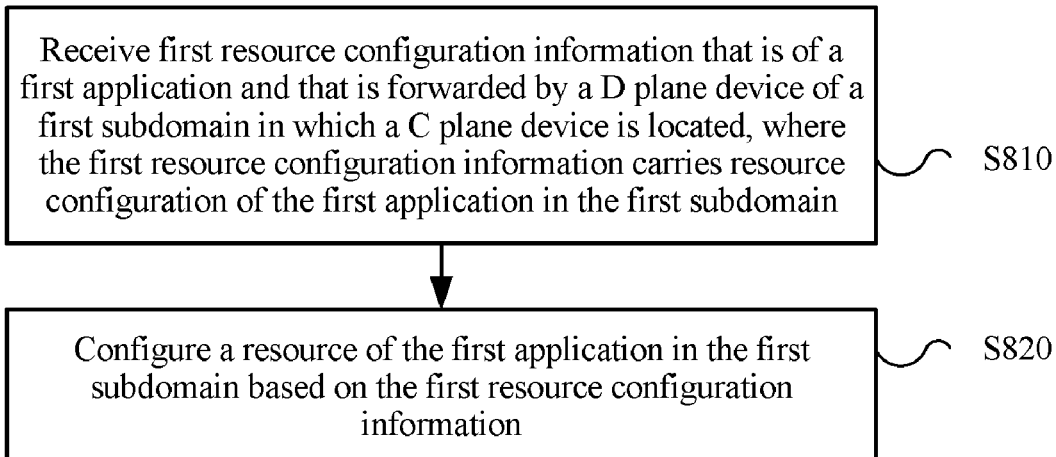 Receive first resource configuration information that is of a
first application and that is forwarded by a D plane device of a
first subdomain in which a C plane device is located, where
the first resource configuration information carries resource
configuration of the first application in the first subdomain
S810
Configure a resource of the first application in the first
subdomain based on the first resource configuration
information
S820